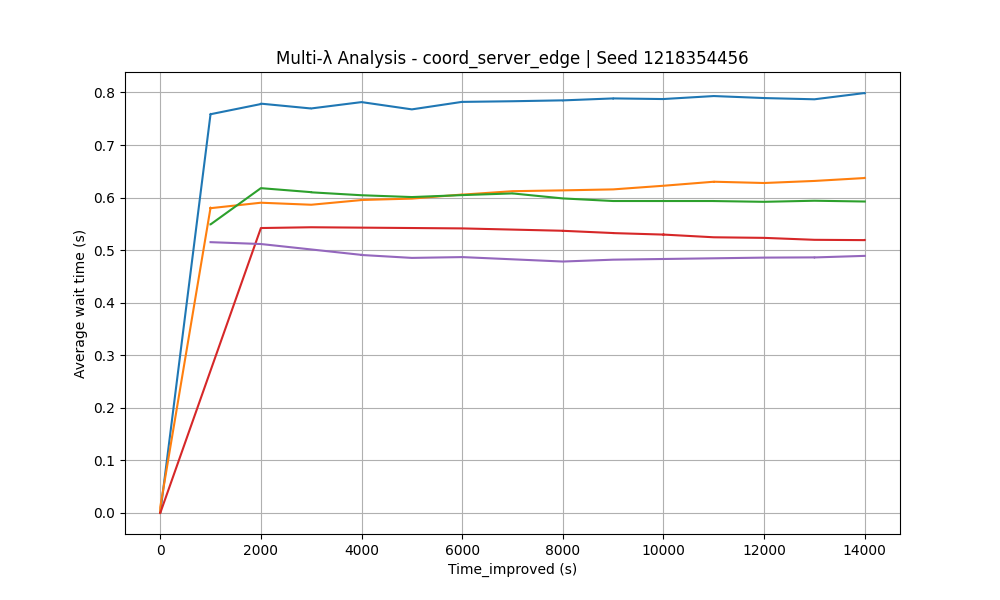 Multi-λ Analysis - coord_server_edge | Seed 1218354456
Average wait time (s)
0.8
0.7
0.6
0.5
0.4
0.3
0.2
0.1
0.0
0 2000 4000 6000 8000 10000 12000 14000
Time_improved (s)